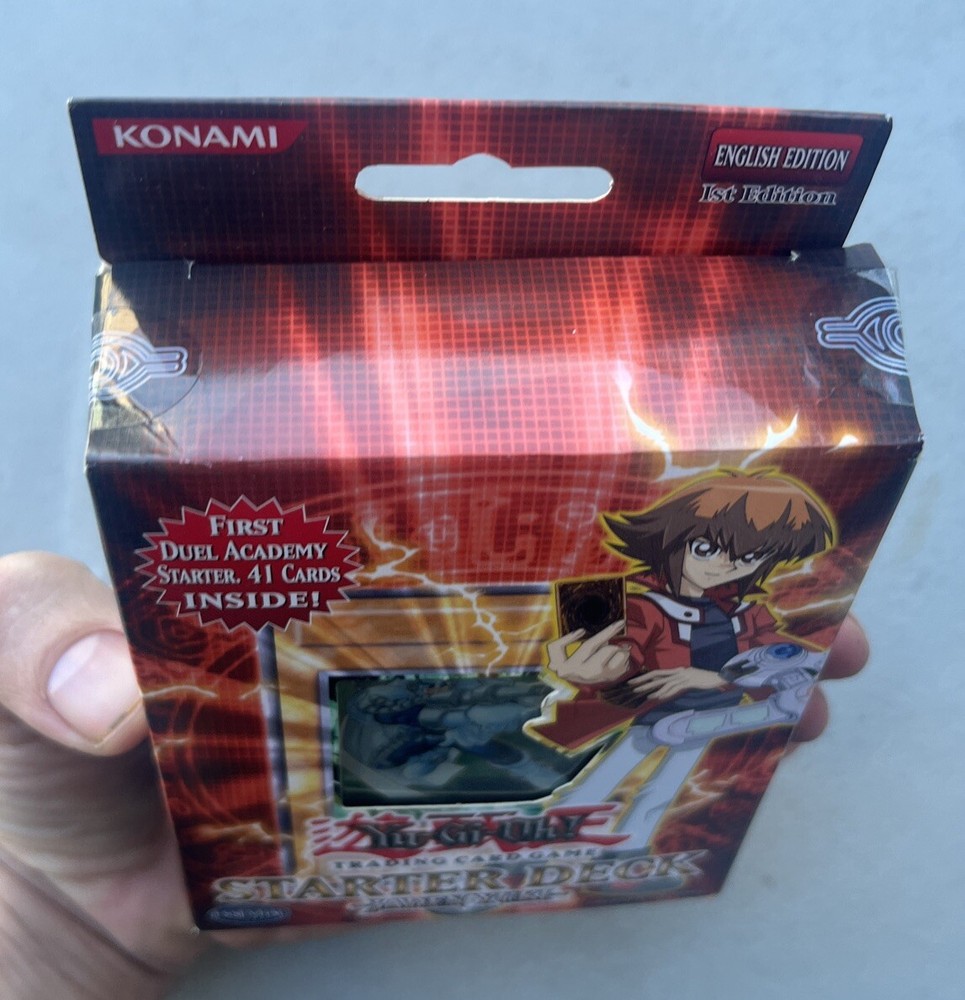 KONAMI
ENGLISH EDITION
1st Edition
FIRST
DUEL ACADEMY
STARTER. 41 CARDS
INSIDE!
Yu-Gi-Oh!
TRADING CARD GAME
STARTER DECK